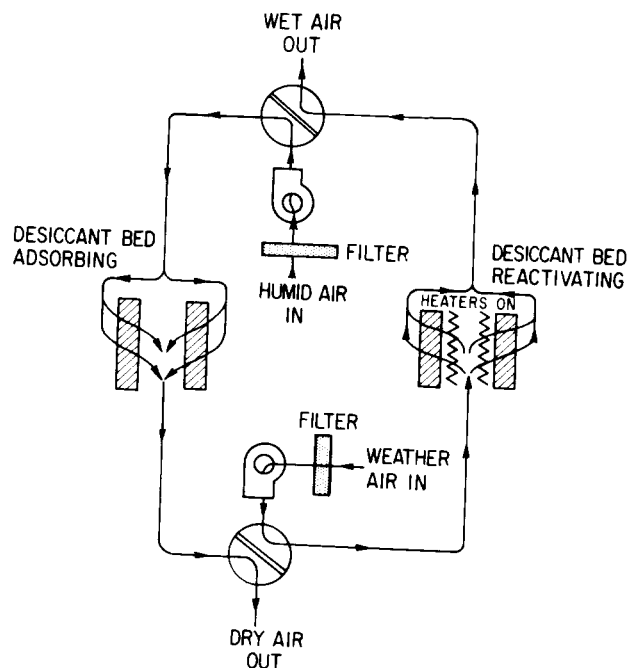 WET AIR
OUT
DESICCANT BED
ADSORBING
FILTER
HUMID AIR
IN
DESICCANT BED
REACTIVATING
HEATERS ON
FILTER
WEATHER
AIR IN
DRY AIR
OUT